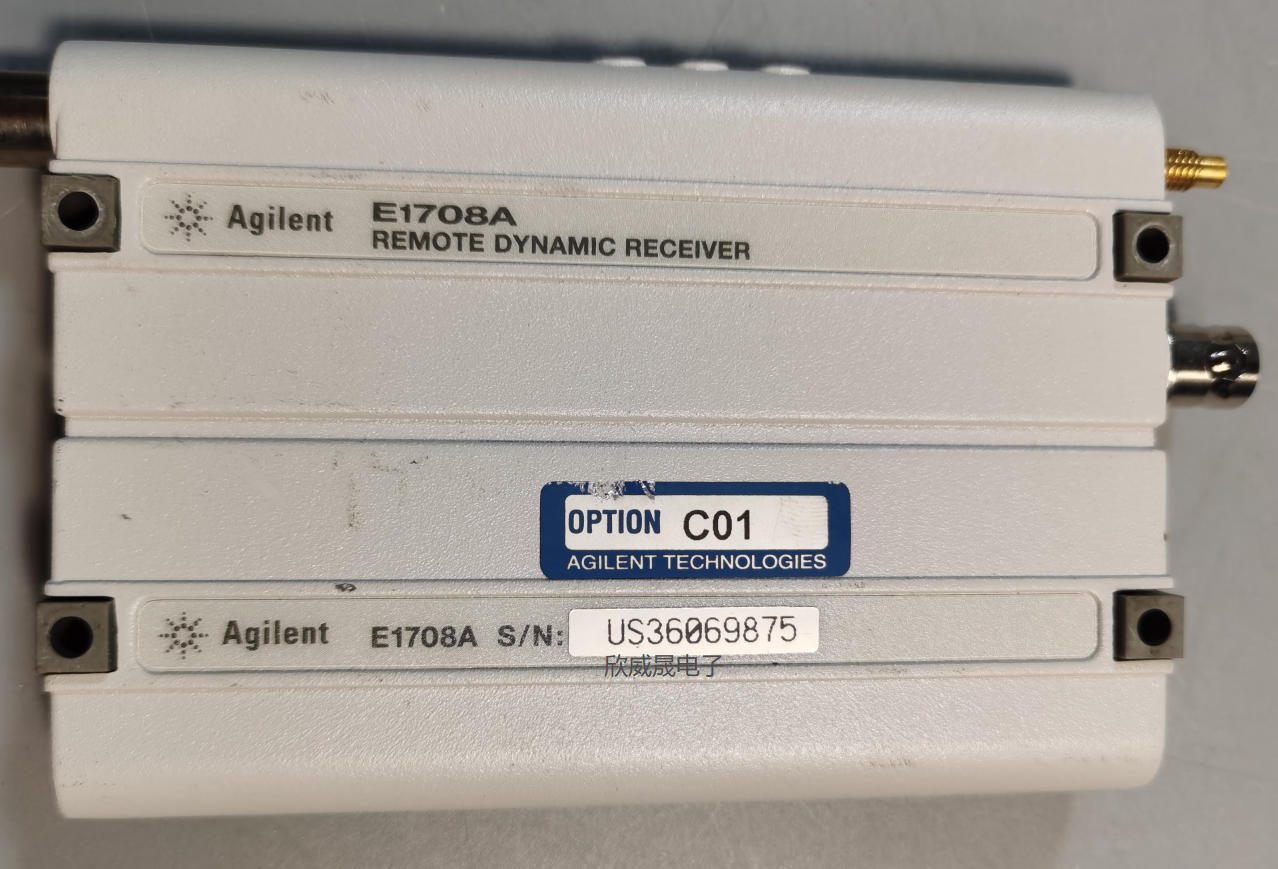 Agilent E1708A
REMOTE DYNAMIC RECEIVER
OPTION C01
AGILENT TECHNOLOGIES
Agilent E1708A S/N: US36069875
欣威晟电子